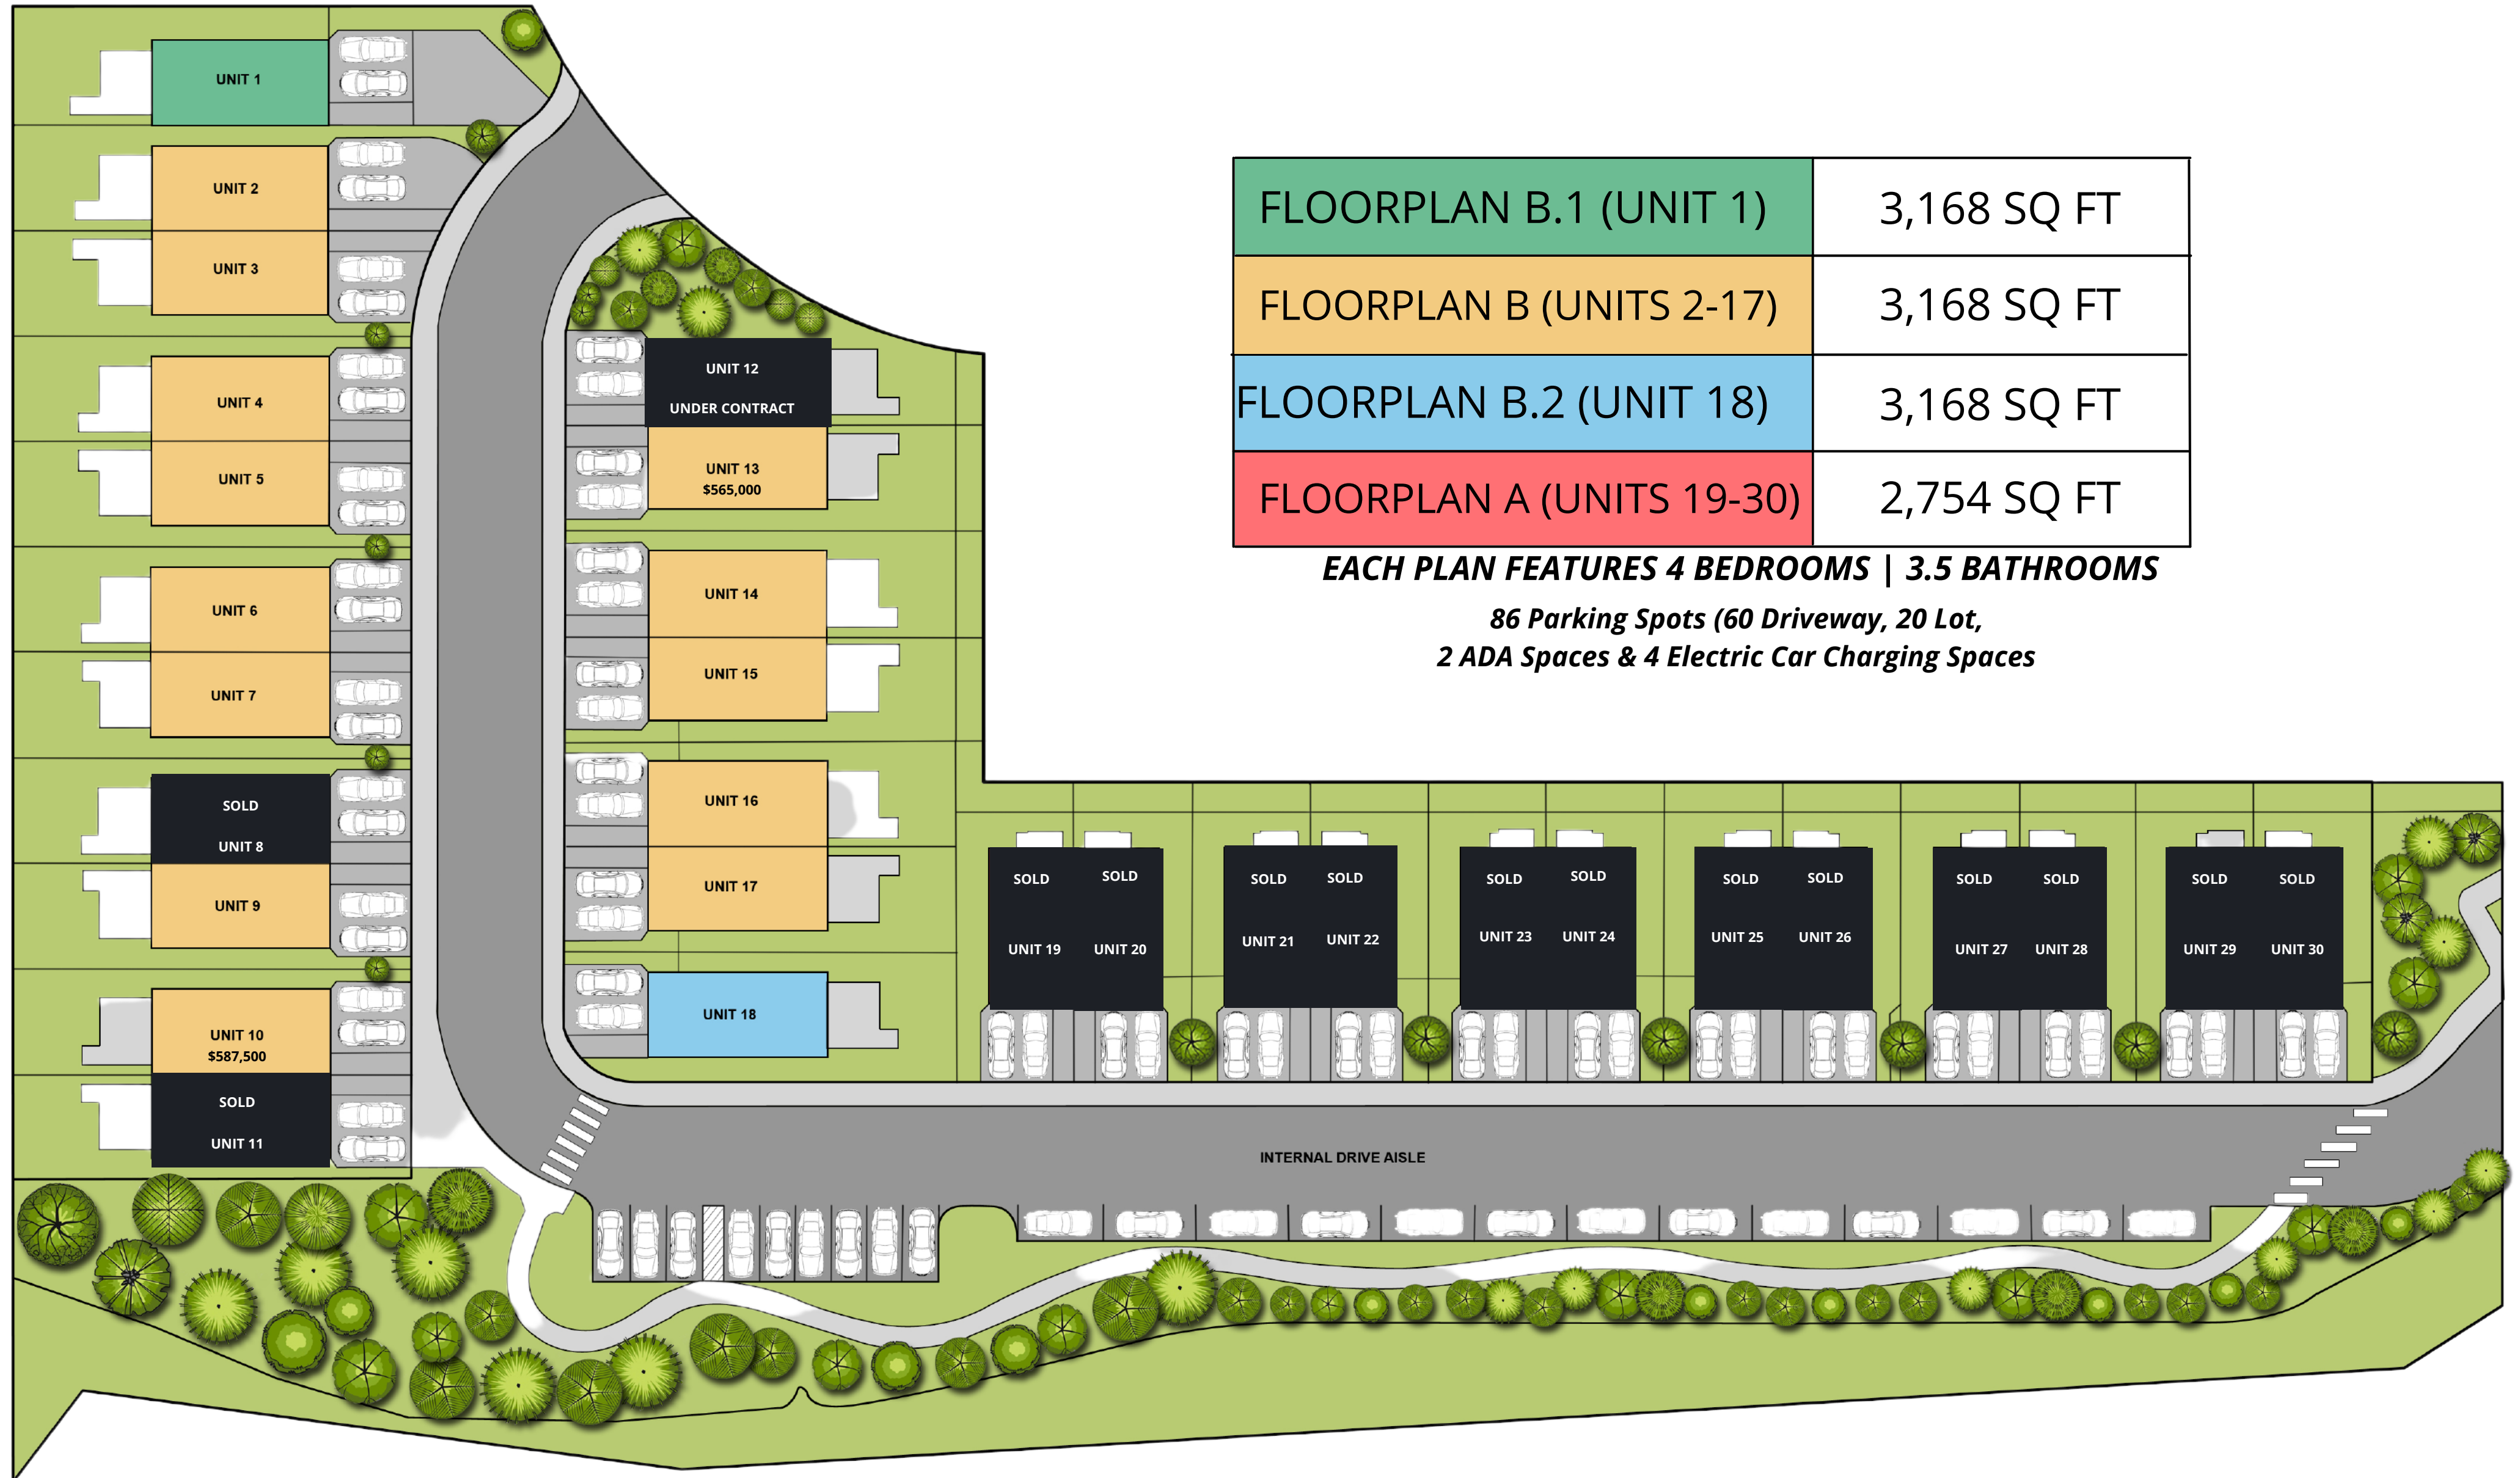 UNIT 1
UNIT 2
UNIT 3
UNIT 4
UNIT 5
UNIT 6
UNIT 7
SOLD
UNIT 8
UNIT 9
UNIT 10
$587,500
SOLD
UNIT 11
UNIT 12
UNDER CONTRACT
UNIT 13
$565,000
UNIT 14
UNIT 15
UNIT 16
UNIT 17
UNIT 18
FLOORPLAN B.1 (UNIT 1) 3,168 SQ FT
FLOORPLAN B (UNITS 2-17) 3,168 SQ FT
FLOORPLAN B.2 (UNIT 18) 3,168 SQ FT
FLOORPLAN A (UNITS 19-30) 2,754 SQ FT
EACH PLAN FEATURES 4 BEDROOMS | 3.5 BATHROOMS
86 Parking Spots (60 Driveway, 20 Lot,
2 ADA Spaces & 4 Electric Car Charging Spaces
SOLD SOLD SOLD SOLD SOLD SOLD SOLD SOLD SOLD SOLD SOLD SOLD
UNIT 19 UNIT 20 UNIT 21 UNIT 22 UNIT 23 UNIT 24 UNIT 25 UNIT 26 UNIT 27 UNIT 28 UNIT 29 UNIT 30
INTERNAL DRIVE AISLE